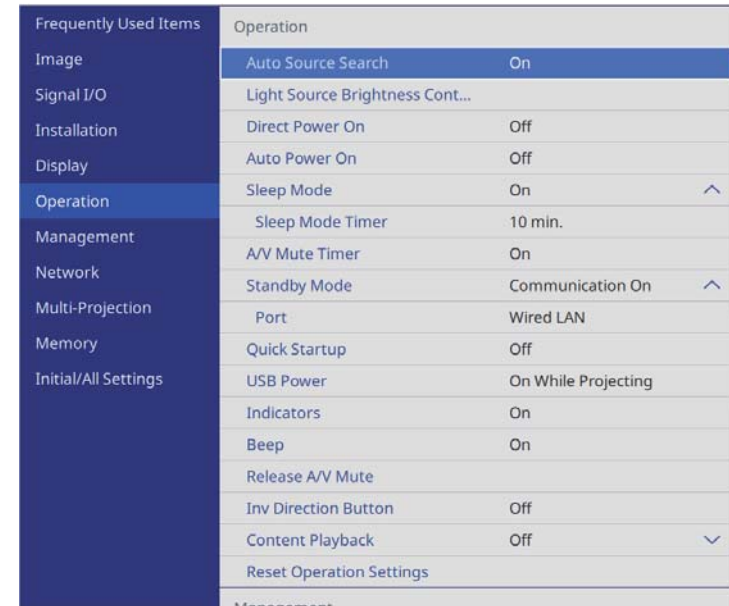 Frequently Used Items
Image
Signal I/O
Installation
Display
Operation
Management
Network
Multi-Projection
Memory
Initial/All Settings
Operation
Auto Source Search On
Light Source Brightness Cont...
Direct Power On Off
Auto Power On Off
Sleep Mode On
Sleep Mode Timer 10 min.
A/V Mute Timer On
Standby Mode Communication On
Port Wired LAN
Quick Startup Off
USB Power On While Projecting
Indicators On
Beep On
Release A/V Mute
Inv Direction Button Off
Content Playback Off
Reset Operation Settings
Management